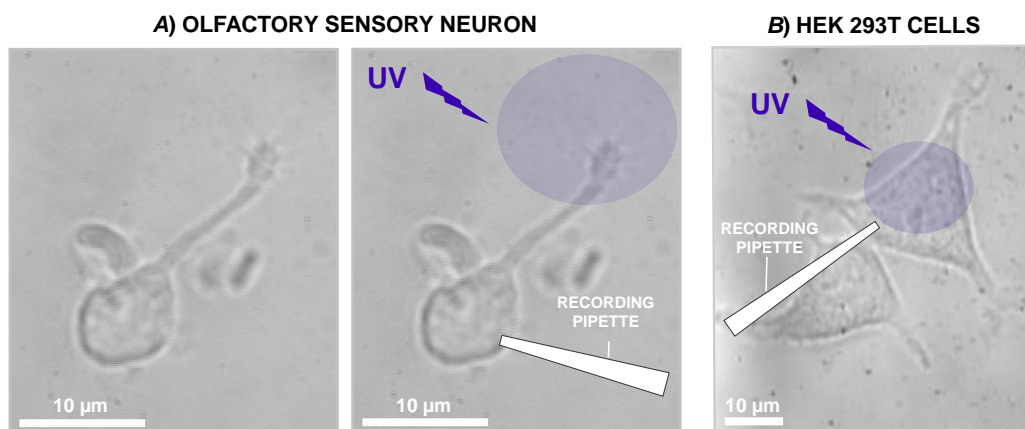 A) OLFACTORY SENSORY NEURON
10 µm
UV
RECORDING
PIPETTE
10 µm
B) HEK 293T CELLS
UV
RECORDING
PIPETTE
10 µm